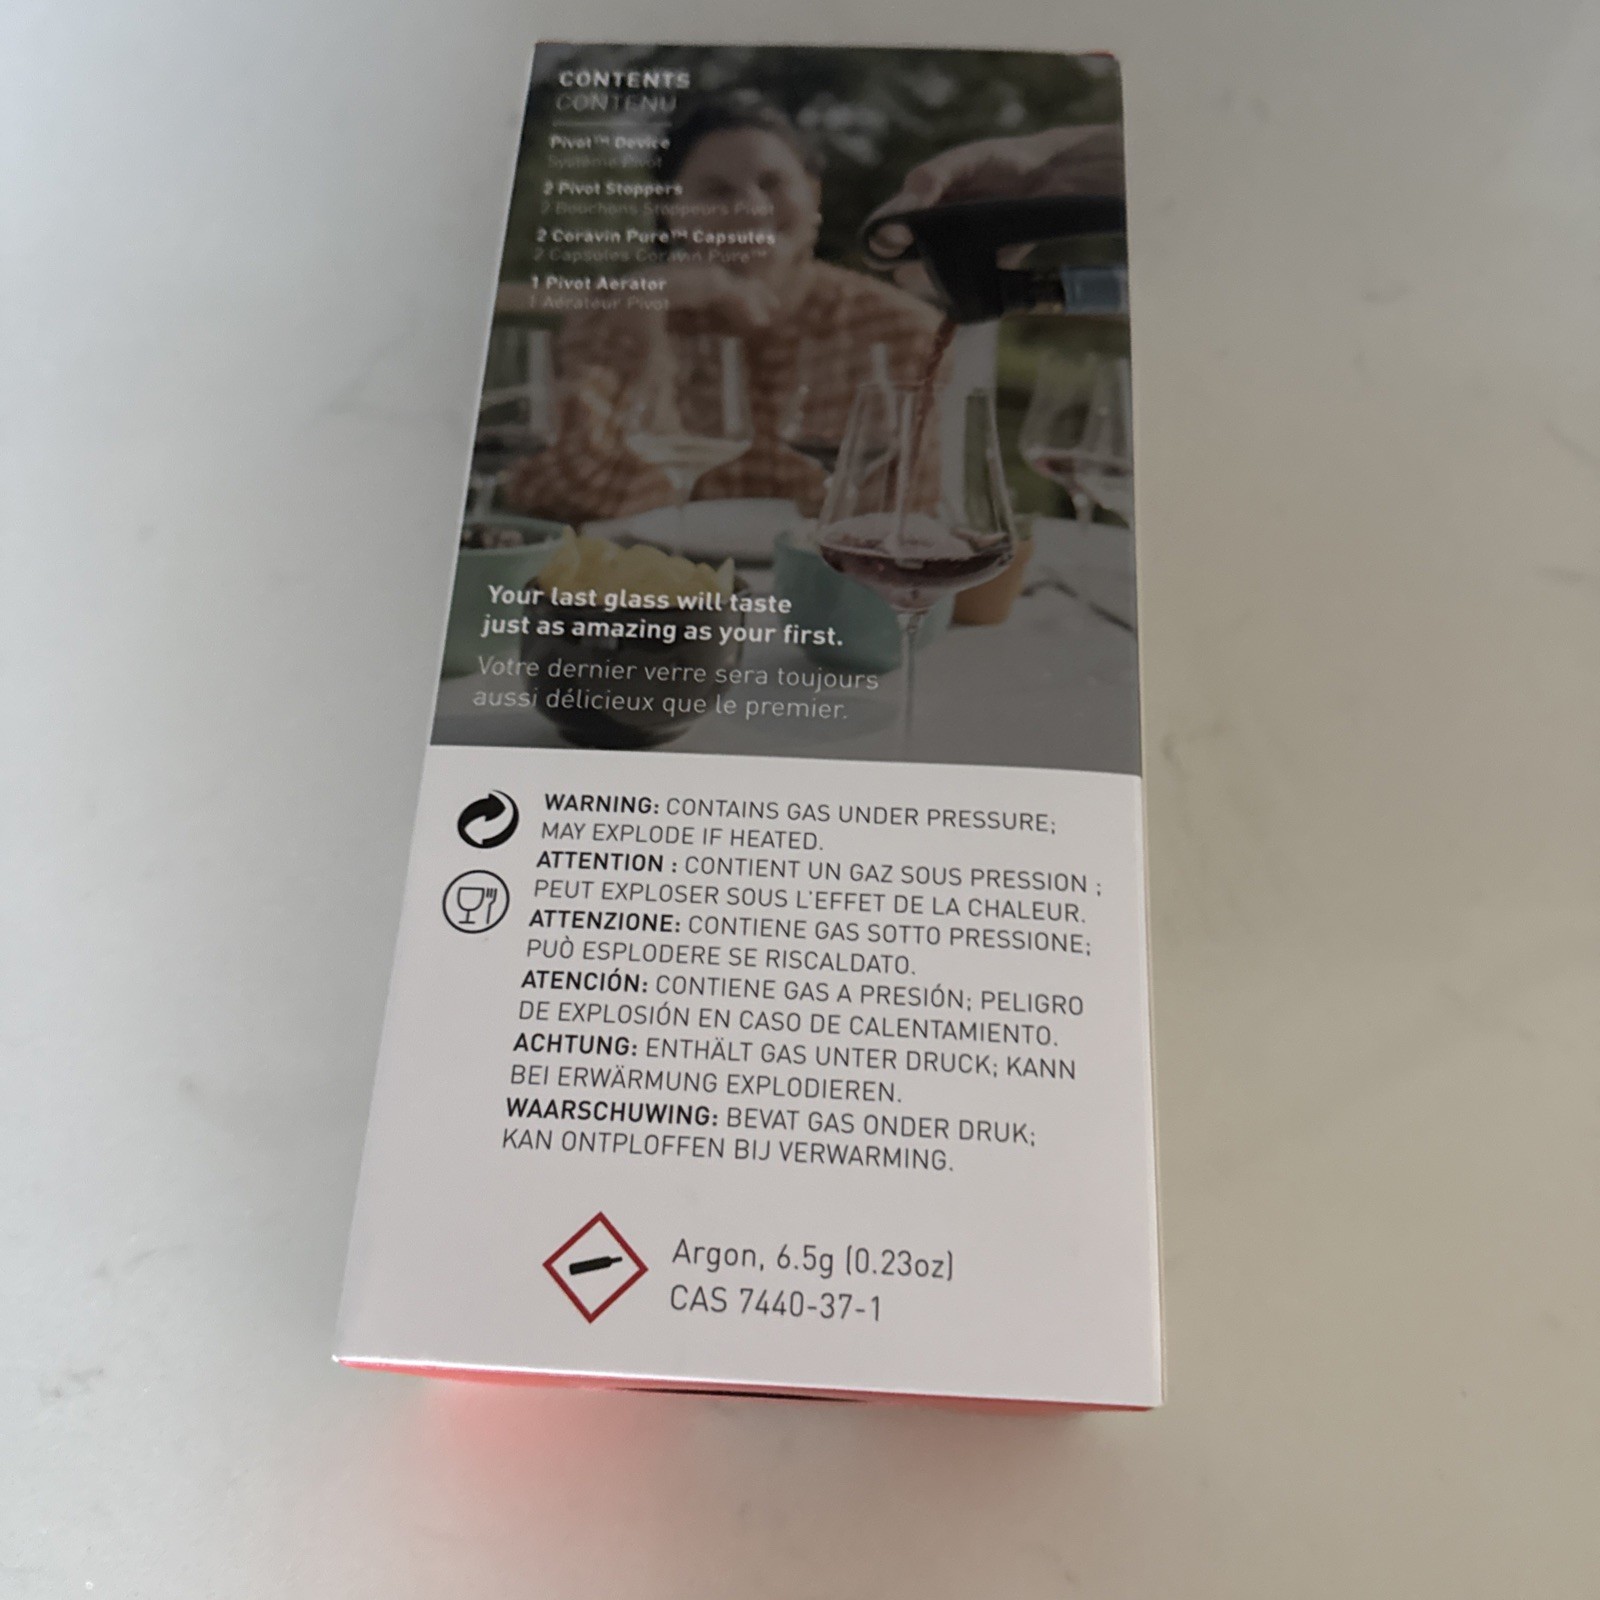 CONTENTS
CONTENU
Pivot™ Device
Système Pivot
2 Pivot Stoppers
2 Bouchons Stoppeurs Pivot
2 Coravin Pure™ Capsules
2 Capsules Coravin Pure™
1 Pivot Aerator
1 Aérateur Pivot
Your last glass will taste
just as amazing as your first.
Votre dernier verre sera toujours
aussi délicieux que le premier.
WARNING: CONTAINS GAS UNDER PRESSURE;
MAY EXPLODE IF HEATED.
ATTENTION : CONTIENT UN GAZ SOUS PRESSION ;
PEUT EXPLOSER SOUS L'EFFET DE LA CHALEUR.
ATTENZIONE: CONTIENE GAS SOTTO PRESSIONE;
PUÒ ESPLODERE SE RISCALDATO.
ATENCIÓN: CONTIENE GAS A PRESIÓN; PELIGRO
DE EXPLOSIÓN EN CASO DE CALENTAMIENTO.
ACHTUNG: ENTHÄLT GAS UNTER DRUCK; KANN
BEI ERWÄRMUNG EXPLODIEREN.
WAARSCHUWING: BEVAT GAS ONDER DRUK;
KAN ONTPLOFFEN BIJ VERWARMING.
Argon, 6.5g (0.23oz)
CAS 7440-37-1